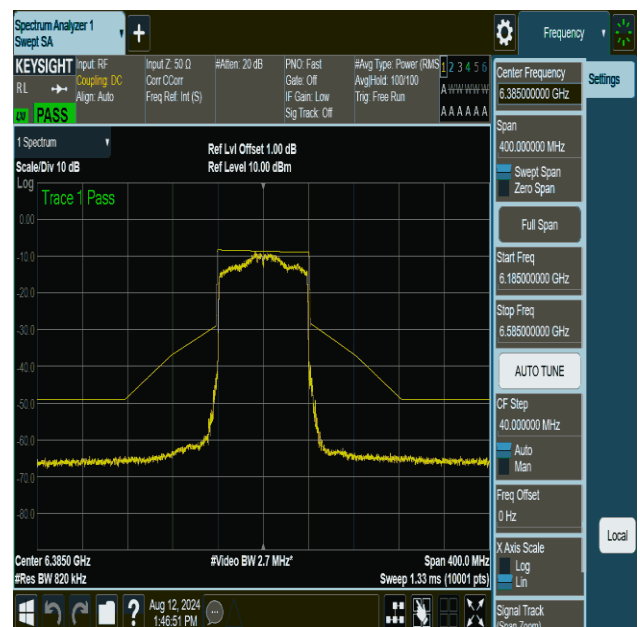 Spectrum Analyzer 1
Swept SA
+
Frequency
KEYSIGHT
RL
PASS
Input: RF
Coupling: DC
Align: Auto
Input Z: 50 Ω
Corr CCorr
Freq Ref: Int (S)
#Atten: 20 dB
PNO: Fast
Gate: Off
IF Gain: Low
Sig Track: Off
#Avg Type: Power (RMS
Avg|Hold: 100/100
Trig: Free Run
1 2 3 4 5 6
A W W W W W
A A A A A A
1 Spectrum
Scale/Div 10 dB
Log
Ref Lvl Offset 1.00 dB
Ref Level 10.00 dBm
Trace 1 Pass
0.00
-10.0
-20.0
-30.0
-40.0
-50.0
-60.0
-70.0
-80.0
Center 6.3850 GHz
#Res BW 820 kHz
#Video BW 2.7 MHz*
Span 400.0 MHz
Sweep 1.33 ms (10001 pts)
Aug 12, 2024
1:46:51 PM
?
Settings
Center Frequency
6.385000000 GHz
Span
400.000000 MHz
Swept Span
Zero Span
Full Span
Start Freq
6.185000000 GHz
Stop Freq
6.585000000 GHz
AUTO TUNE
CF Step
40.000000 MHz
Auto
Man
Freq Offset
0 Hz
X Axis Scale
Log
Lin
Signal Track
(Span Zoom)
Local